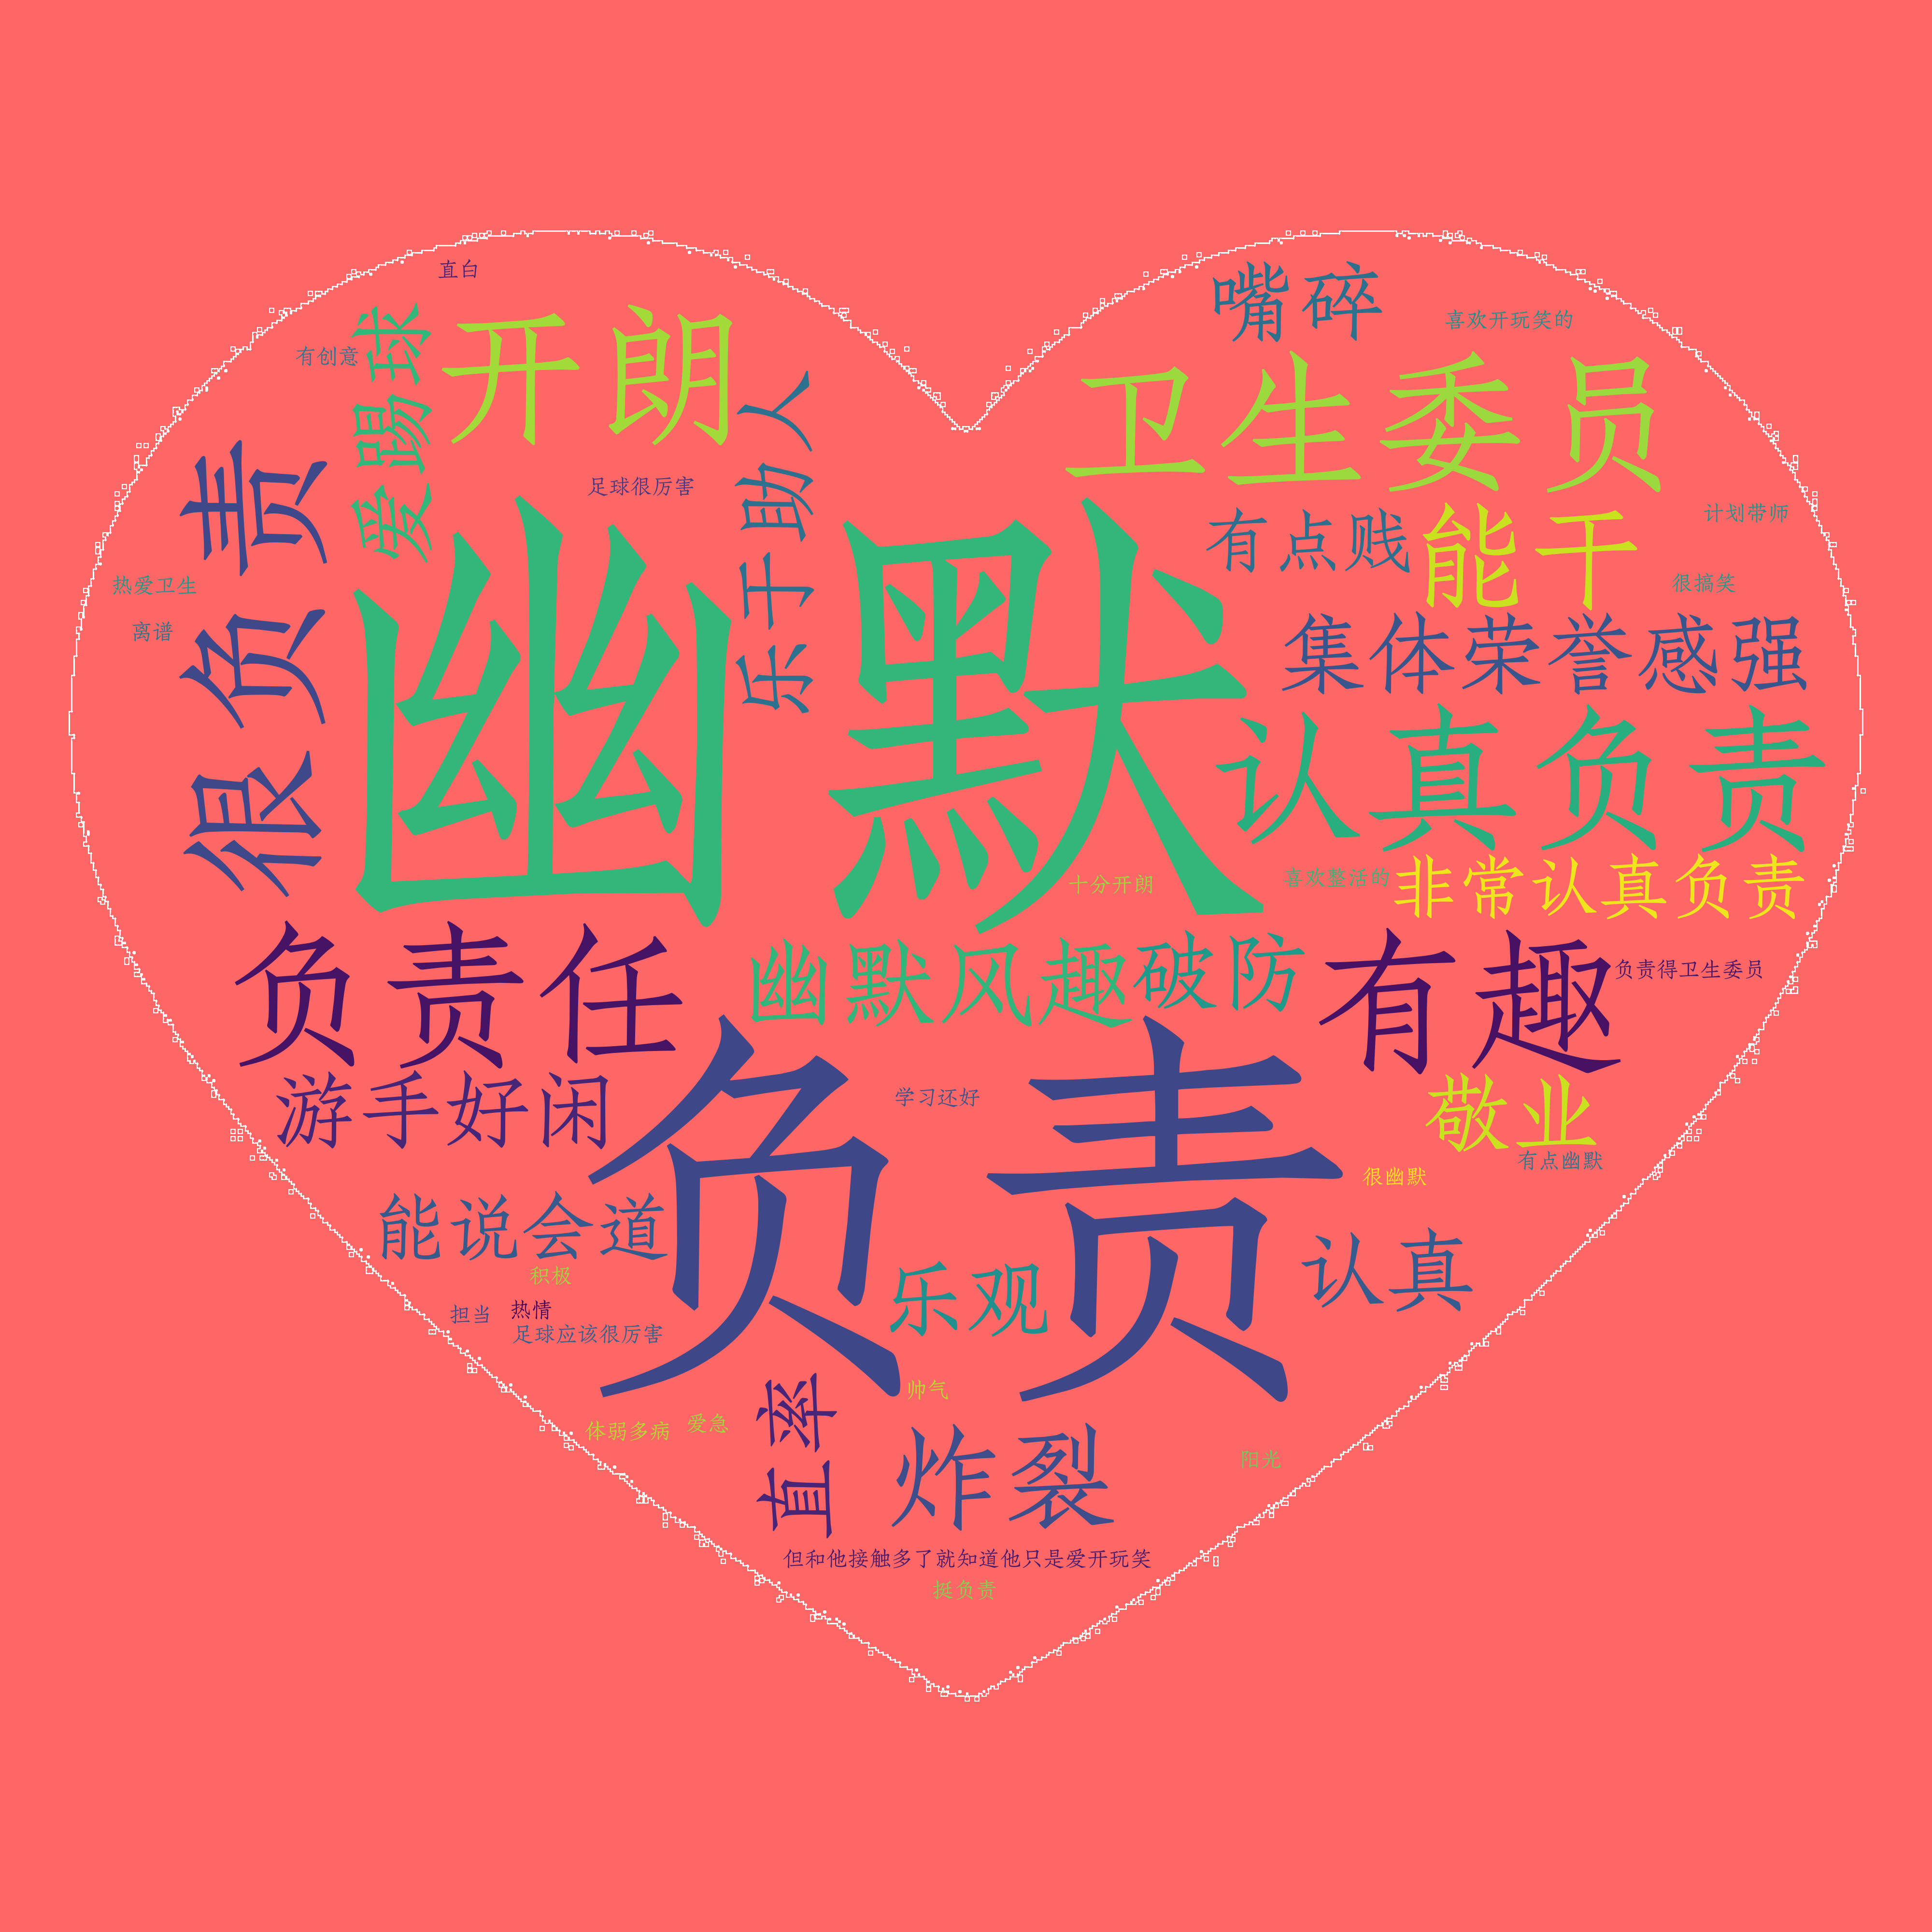 直白
嘴碎
喜欢开玩笑的
有创意
爱踢球
开朗
乐于助人
卫生委员
足球很厉害
计划带师
有点贱
能干
很负责
热爱卫生
很搞笑
离谱
幽默
集体荣誉感强
认真负责
十分开朗
喜欢整活的
非常认真负责
负责任
幽默风趣
破防
有趣
负责得卫生委员
游手好闲
负责
学习还好
敬业
有点幽默
很幽默
能说会道
积极
乐观
认真
担当
热情
足球应该很厉害
帅气
体弱多病
爱急
直率
炸裂
阳光
但和他接触多了就知道他只是爱开玩笑
挺负责